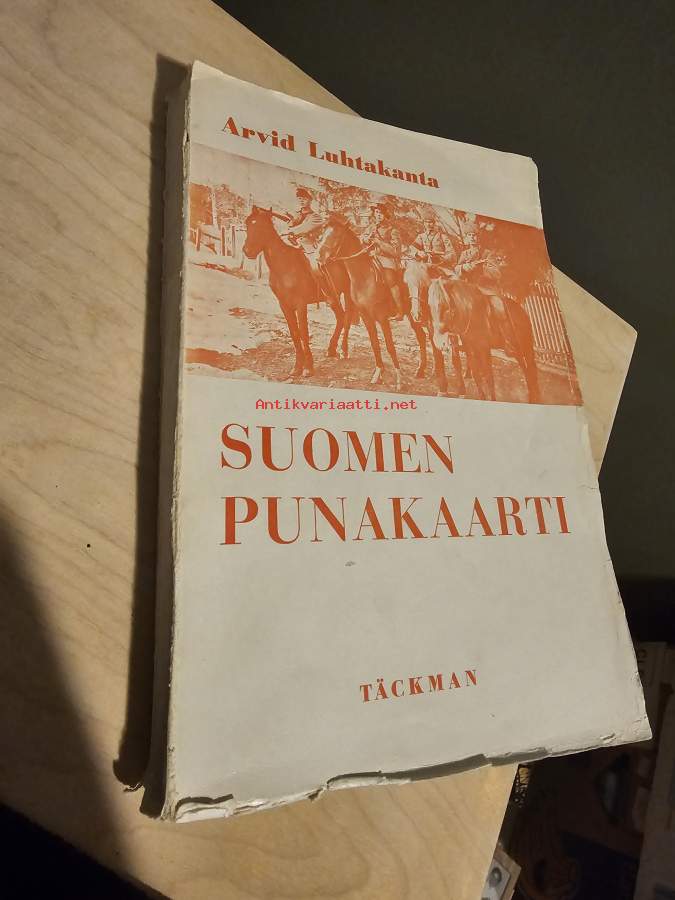 Arvid Luhtakanta
Antikvariaatti.net
SUOMEN
PUNAKAARTI
TÄCKMAN